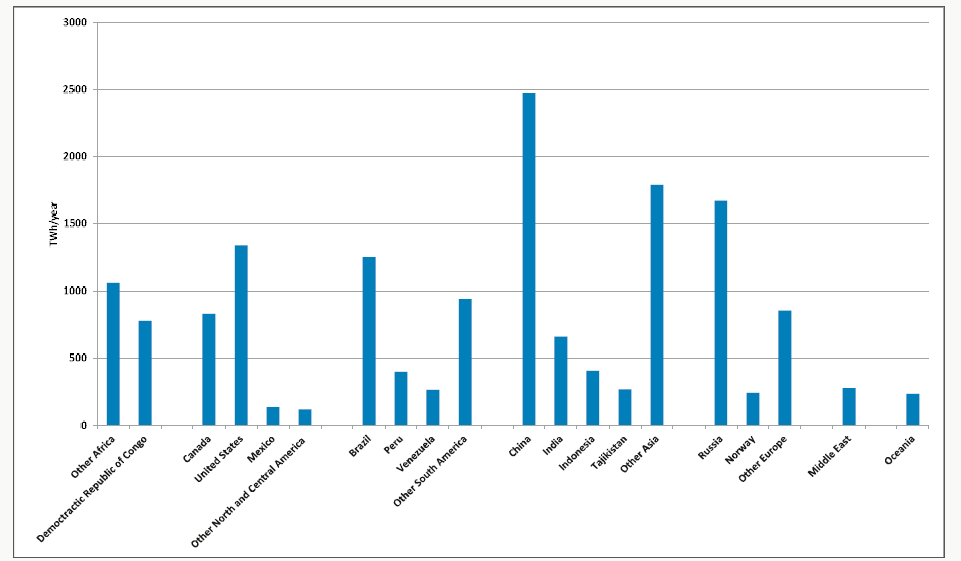 3000
2500
2000
1500
1000
500
0
TWh/year
Other Africa
Democtractic Republic of Congo
Canada
United States
Mexico
Other North and Central America
Brazil
Peru
Venezuela
Other South America
China
India
Indonesia
Tajikistan
Other Asia
Russia
Norway
Other Europe
Middle East
Oceania